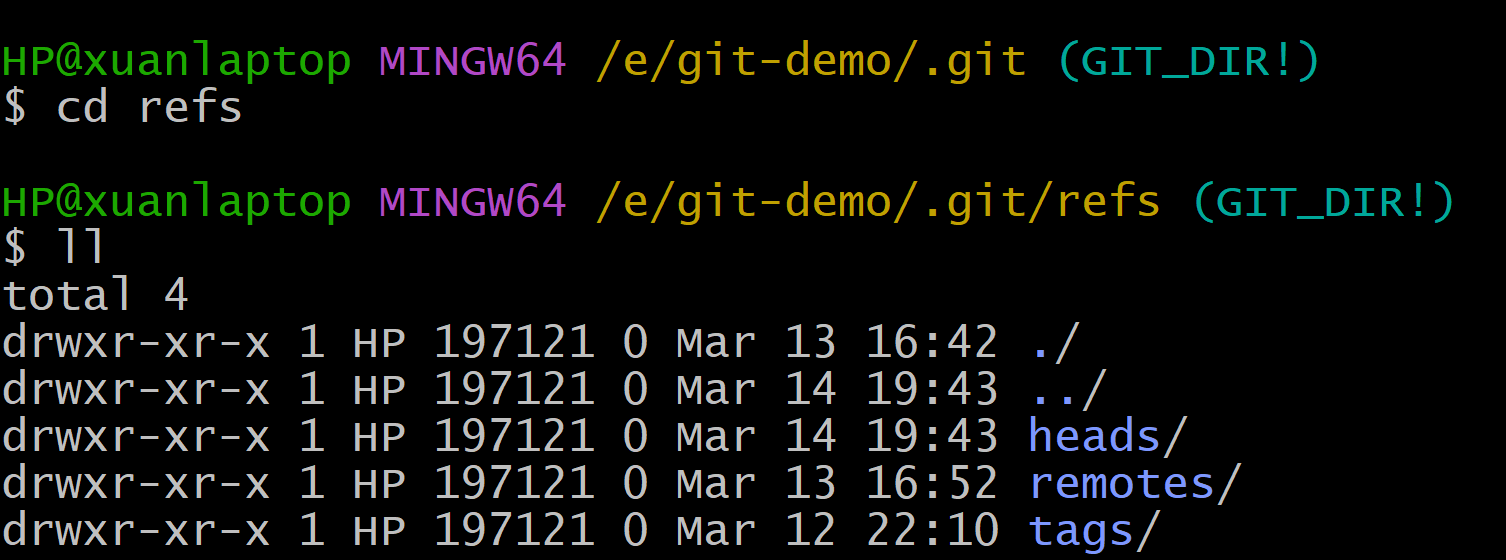 HP@xuanlaptop MINGW64 /e/git-demo/.git (GIT_DIR!)
$ cd refs
HP@xuanlaptop MINGW64 /e/git-demo/.git/refs (GIT_DIR!)
$ ll
total 4
drwxr-xr-x 1 HP 197121 0 Mar 13 16:42 ./
drwxr-xr-x 1 HP 197121 0 Mar 14 19:43 ../
drwxr-xr-x 1 HP 197121 0 Mar 14 19:43 heads/
drwxr-xr-x 1 HP 197121 0 Mar 13 16:52 remotes/
drwxr-xr-x 1 HP 197121 0 Mar 12 22:10 tags/